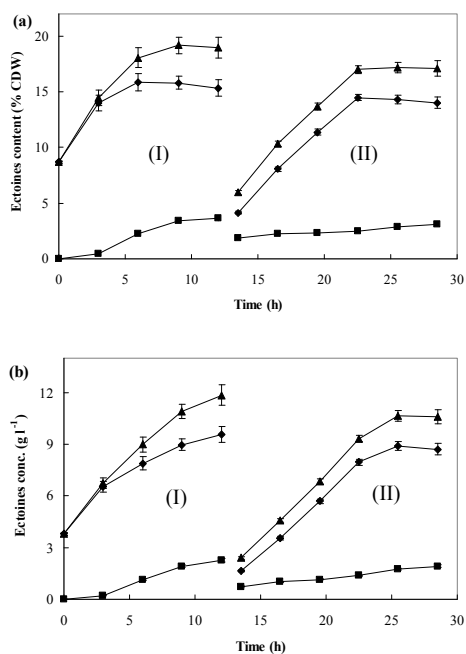 (a)
Ectoines content (% CDW)
20
15
10
5
0
(I)
(II)
0 5 10 15 20 25 30
Time (h)
(b)
Ectoines conc. (g1-1)
12
9
6
3
0
(I)
(II)
0 5 10 15 20 25 30
Time (h)